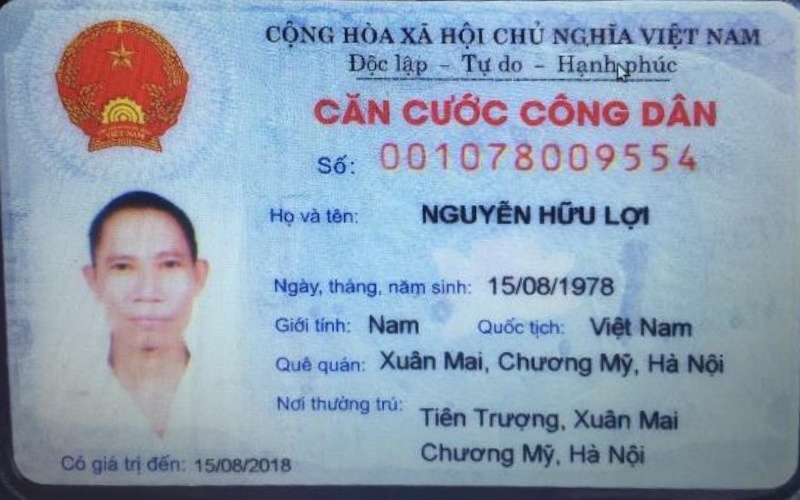 CỘNG HÒA XÃ HỘI CHỦ NGHĨA VIỆT NAM
Độc lập - Tự do - Hạnh phúc
CĂN CƯỚC CÔNG DÂN
Số: 001078009554
Họ và tên: NGUYỄN HỮU LỢI
Ngày, tháng, năm sinh: 15/08/1978
Giới tính: Nam Quốc tịch: Việt Nam
Quê quán: Xuân Mai, Chương Mỹ, Hà Nội
Nơi thường trú: Tiên Trượng, Xuân Mai
Chương Mỹ, Hà Nội
Có giá trị đến: 15/08/2018